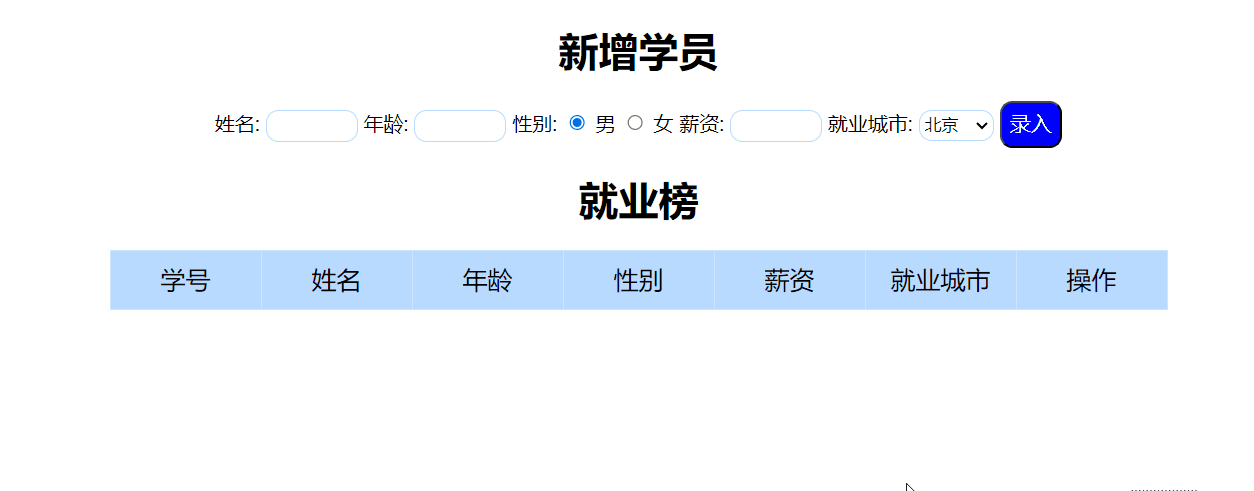 新增学员
姓名: 年龄: 性别: 男 女 薪资: 就业城市: 北京 录入
就业榜
学号 姓名 年龄 性别 薪资 就业城市 操作